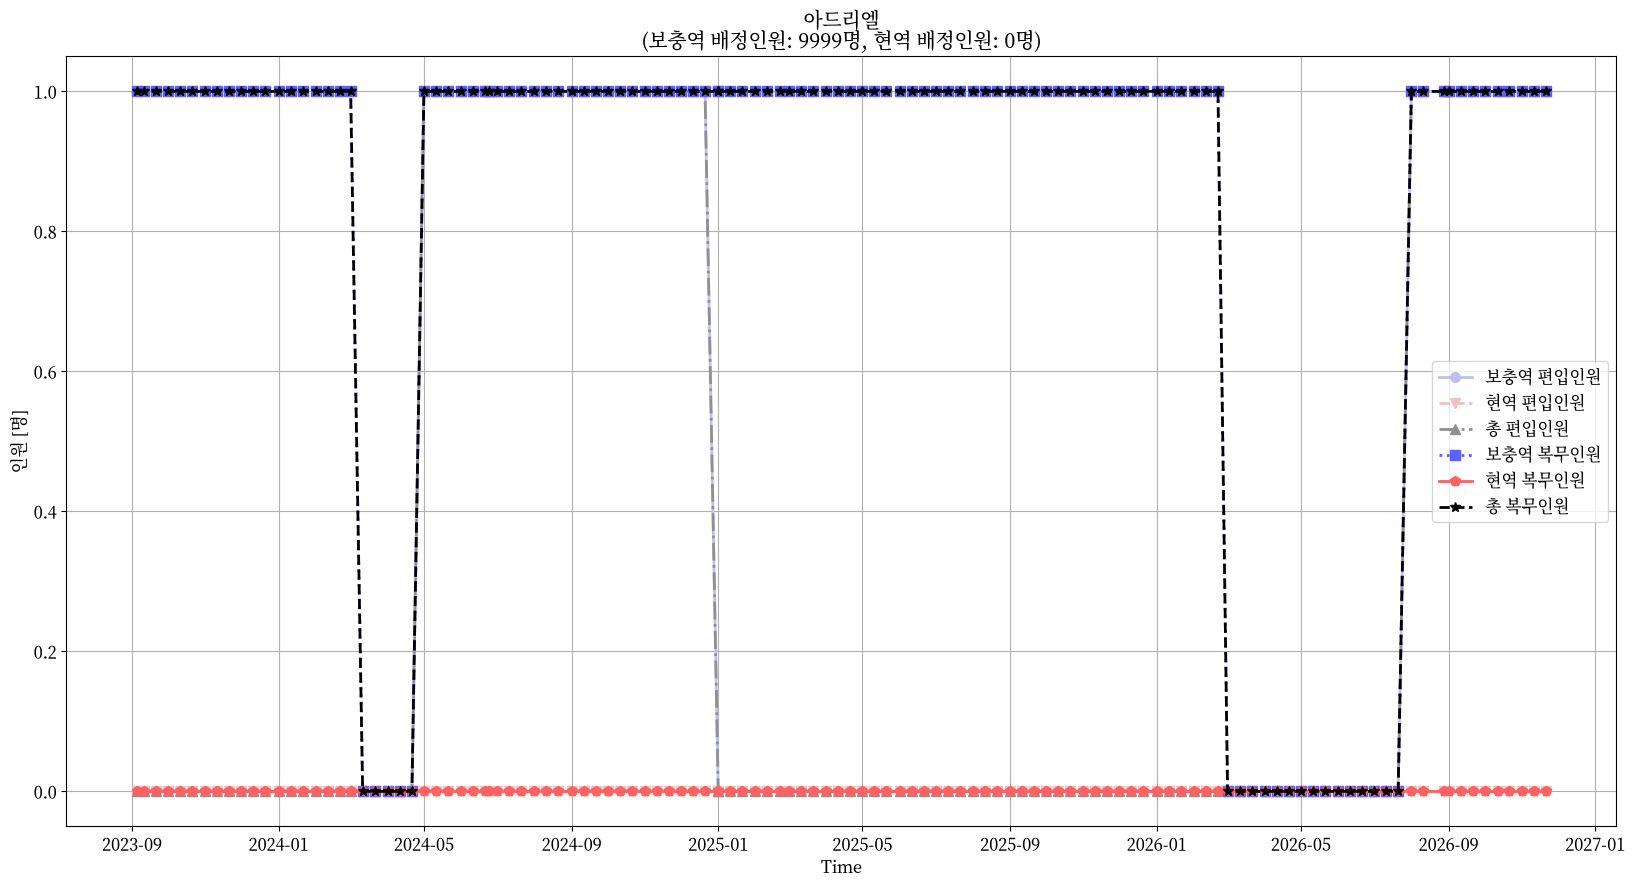 아드리엘
(보충역 배정인원: 9999명, 현역 배정인원: 0명)
1.0
0.8
0.6
0.4
0.2
0.0
인원 [명]
보충역 편입인원
현역 편입인원
총 편입인원
보충역 복무인원
현역 복무인원
총 복무인원
2023-09 2024-01 2024-05 2024-09 2025-01 2025-05 2025-09 2026-01 2026-05 2026-09 2027-01
Time